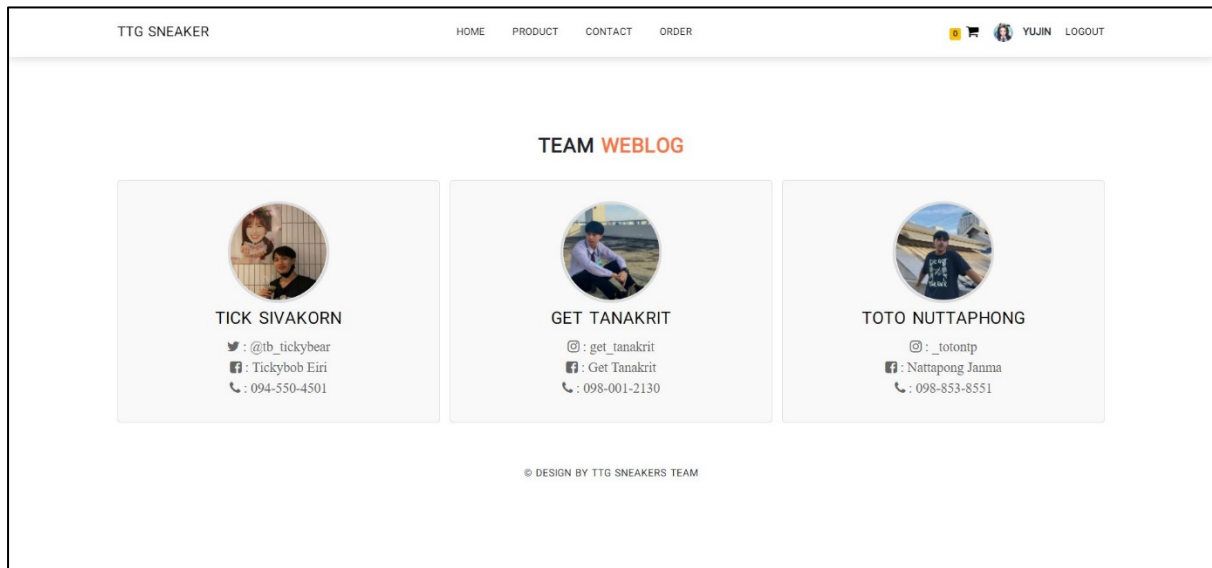 TTG SNEAKER
HOME PRODUCT CONTACT ORDER
0 YUJIN LOGOUT
TEAM WEBLOG
TICK SIVAKORN
: @tb_tickybear
: Tickybob Eiri
: 094-550-4501
GET TANAKRIT
: get_tanakrit
: Get Tanakrit
: 098-001-2130
TOTO NUTTAPHONG
: _totontp
: Nattapong Janma
: 098-853-8551
© DESIGN BY TTG SNEAKERS TEAM